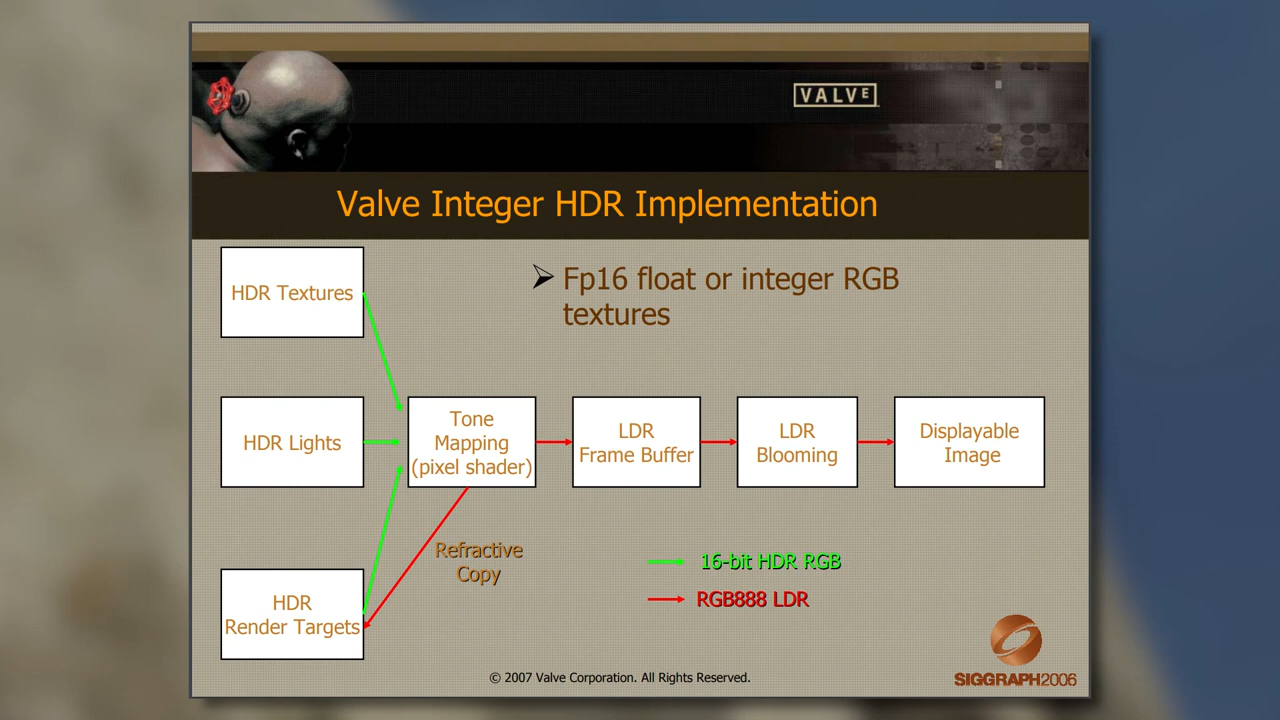 VALVE
Valve Integer HDR Implementation
HDR Textures
Fp16 float or integer RGB
textures
HDR Lights
Tone
Mapping
(pixel shader)
LDR
Frame Buffer
LDR
Blooming
Displayable
Image
Refractive
Copy
HDR
Render Targets
16-bit HDR RGB
RGB888 LDR
© 2007 Valve Corporation. All Rights Reserved.
SIGGRAPH2006